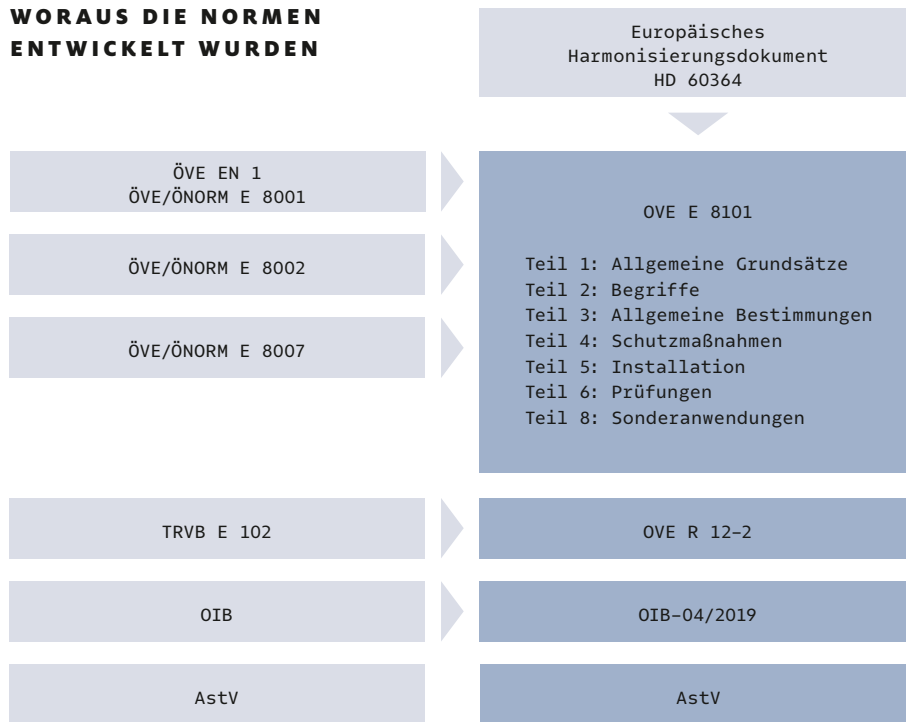 WORAUS DIE NORMEN
ENTWICKELT WURDEN
Europäisches
Harmonisierungsdokument
HD 60364
ÖVE EN 1
ÖVE/ÖNORM E 8001
ÖVE/ÖNORM E 8002
ÖVE/ÖNORM E 8007
OVE E 8101
Teil 1: Allgemeine Grundsätze
Teil 2: Begriffe
Teil 3: Allgemeine Bestimmungen
Teil 4: Schutzmaßnahmen
Teil 5: Installation
Teil 6: Prüfungen
Teil 8: Sonderanwendungen
TRVB E 102
OVE R 12-2
OIB
OIB-04/2019
AstV
AstV